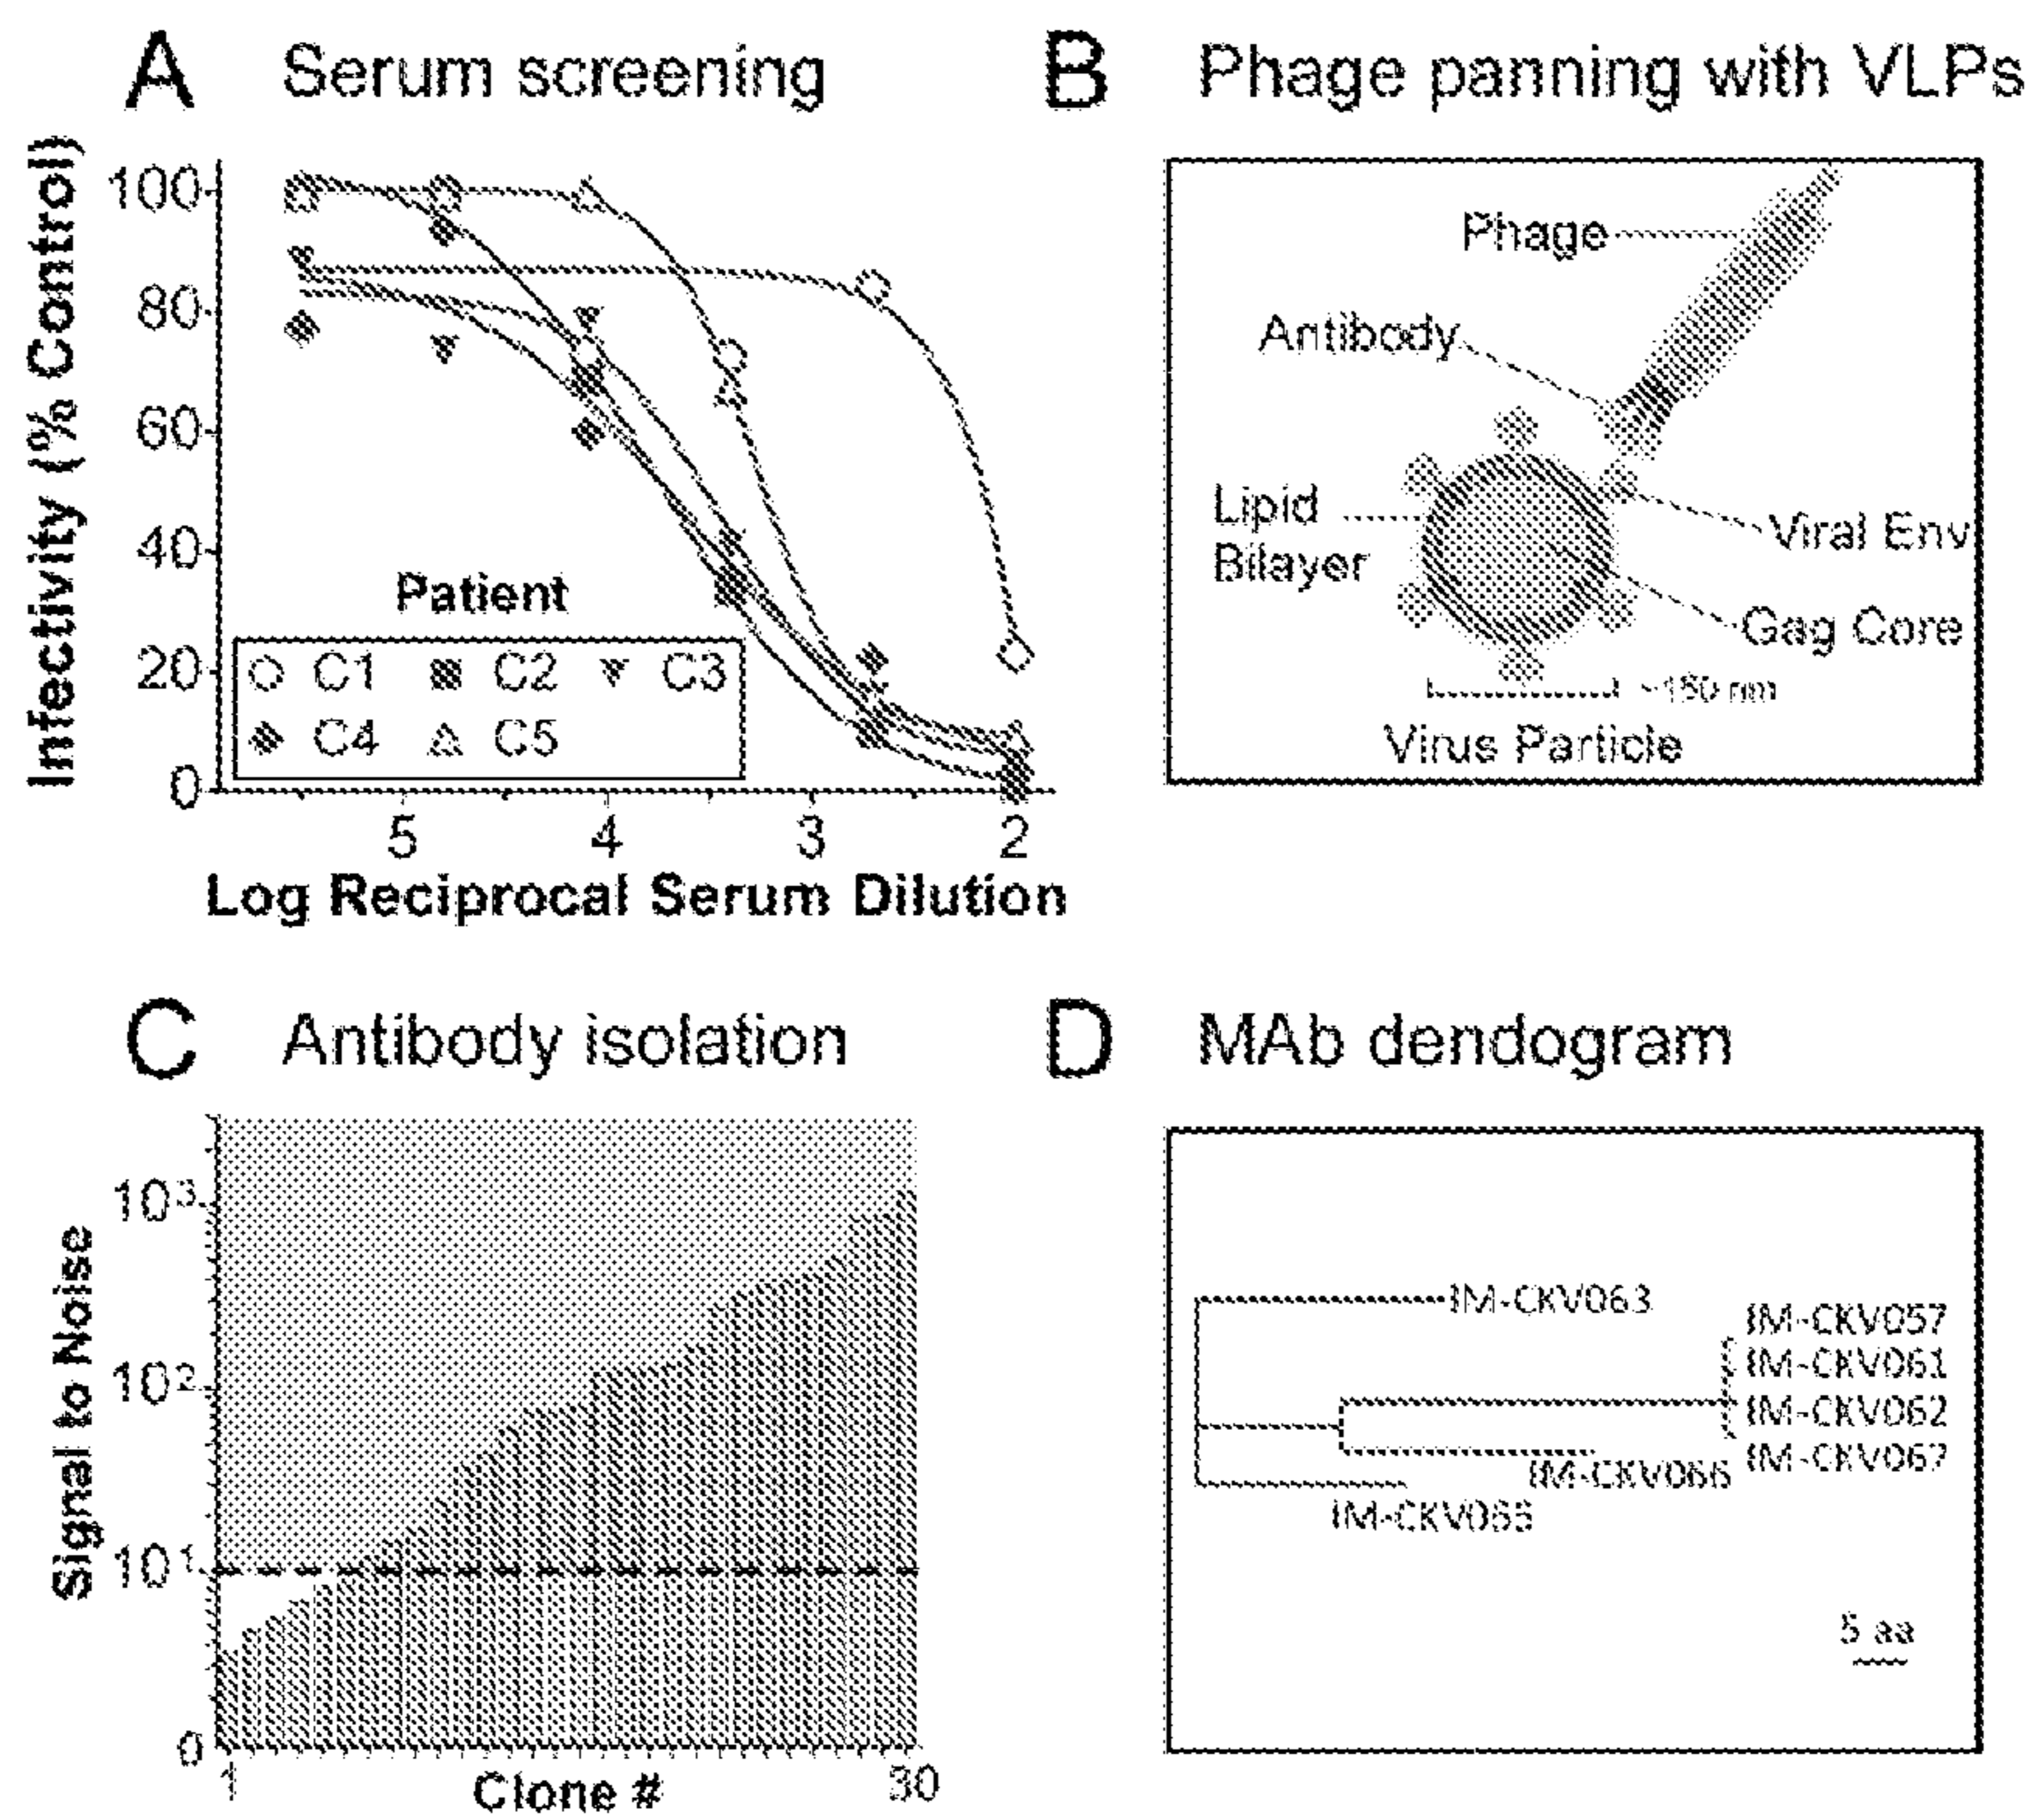 A Serum screening
Infectivity (% Control)
100
80
60
40
20
0
Patient
C1 C2 C3
C4 C5
5 4 3 2
Log Reciprocal Serum Dilution
B Phage panning with VLPs
Phage
Antibody
Lipid
Bilayer
Viral Env
Gag Core
~150 nm
Virus Particle
C Antibody isolation
Signal to Noise
10³
10²
10¹
0
1 30
Clone #
D MAb dendogram
IM-CKV063
IM-CKV057
IM-CKV061
IM-CKV062
IM-CKV067
IM-CKV066
IM-CKV065
5 aa